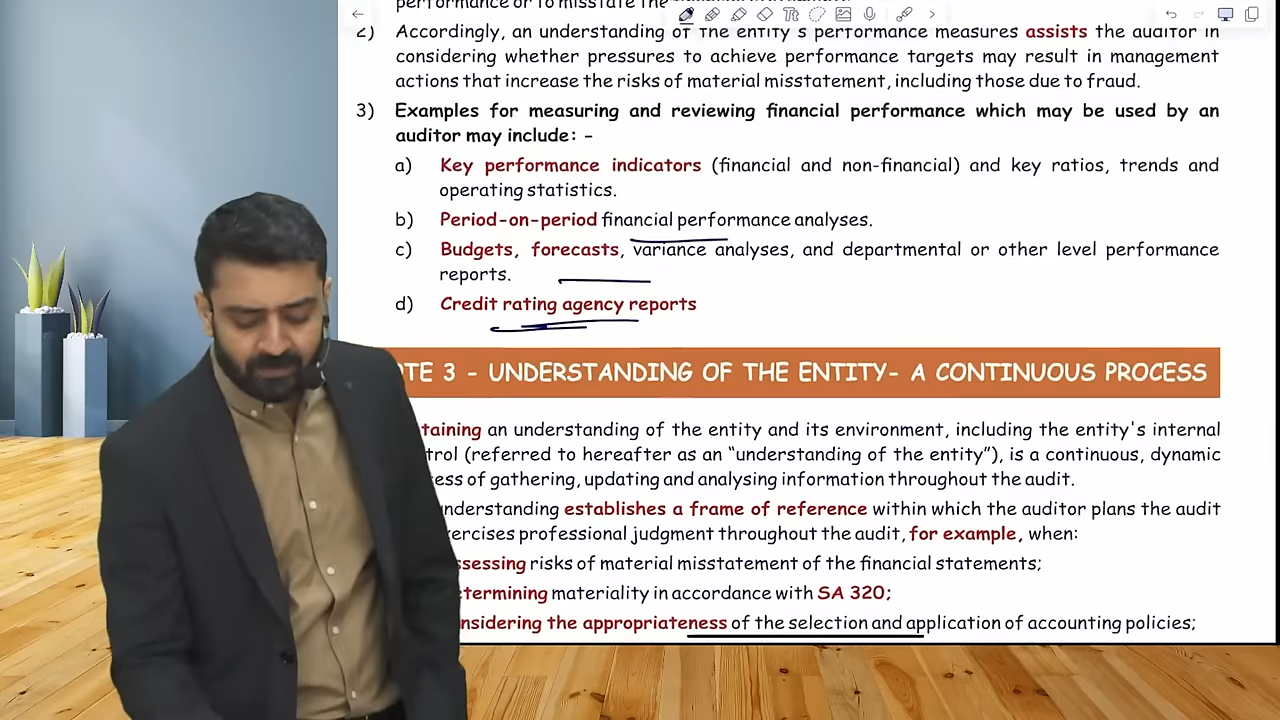 performance or to misstate the
2) Accordingly, an understanding of the entity's performance measures assists the auditor in
considering whether pressures to achieve performance targets may result in management
actions that increase the risks of material misstatement, including those due to fraud.
3) Examples for measuring and reviewing financial performance which may be used by an
auditor may include: -
a) Key performance indicators (financial and non-financial) and key ratios, trends and
operating statistics.
b) Period-on-period financial performance analyses.
c) Budgets, forecasts, variance analyses, and departmental or other level performance
reports.
d) Credit rating agency reports
OTE 3 - UNDERSTANDING OF THE ENTITY- A CONTINUOUS PROCESS
taining an understanding of the entity and its environment, including the entity's internal
trol (referred to hereafter as an “understanding of the entity”), is a continuous, dynamic
ess of gathering, updating and analysing information throughout the audit.
nderstanding establishes a frame of reference within which the auditor plans the audit
ercises professional judgment throughout the audit, for example, when:
ssessing risks of material misstatement of the financial statements;
termining materiality in accordance with SA 320;
nsidering the appropriateness of the selection and application of accounting policies;